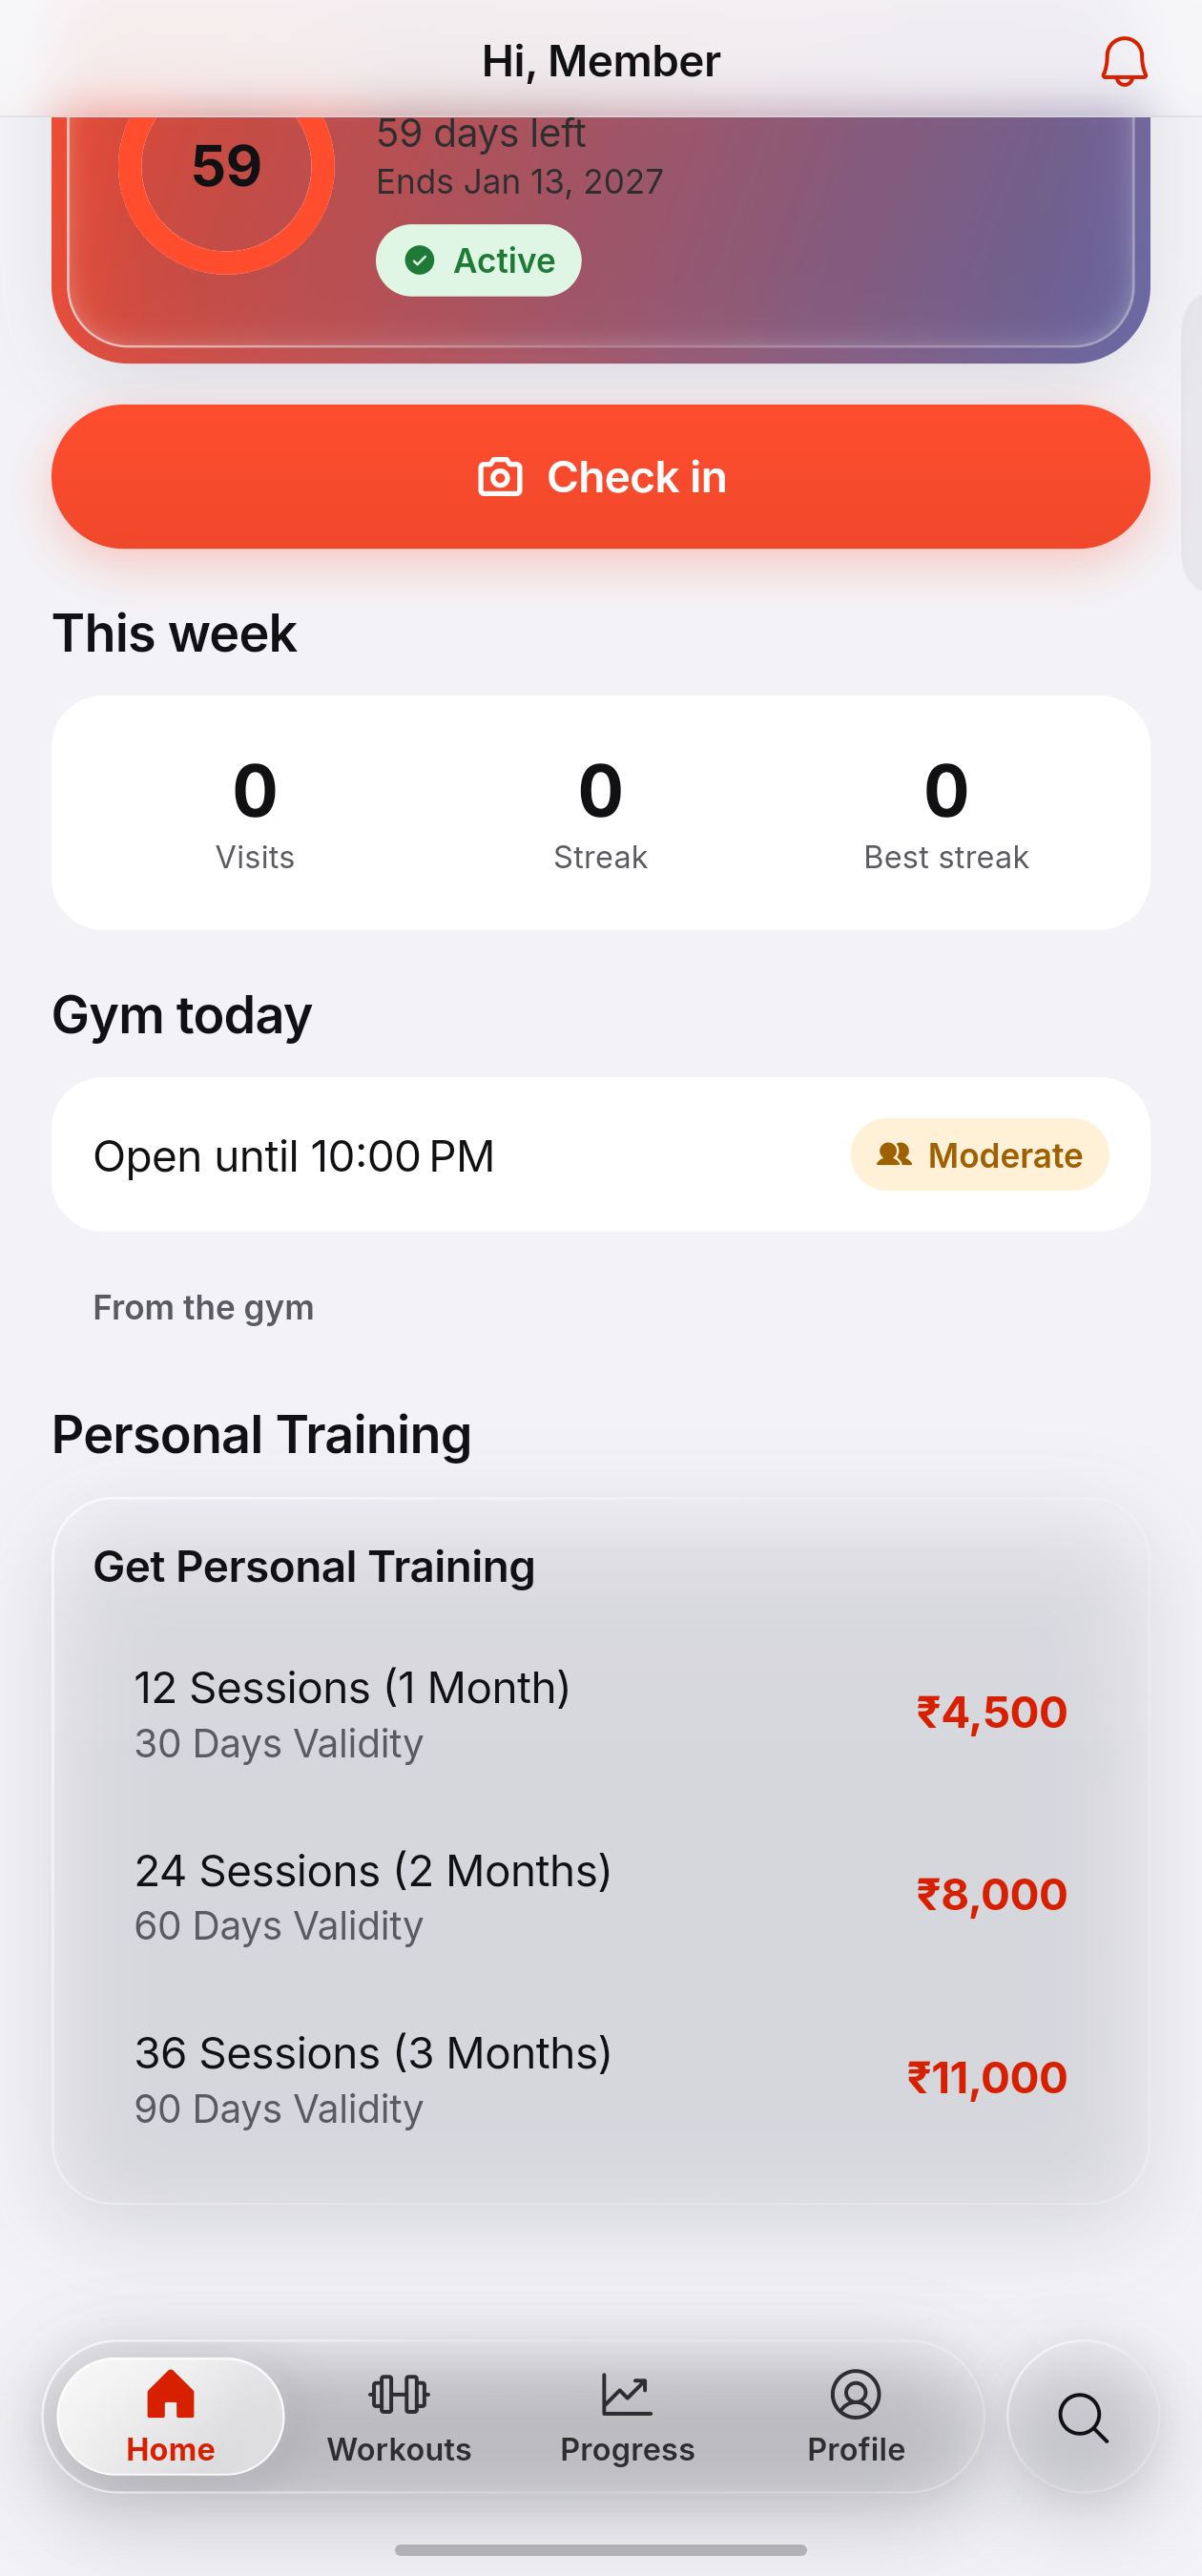 Hi, Member
59
59 days left
Ends Jan 13, 2027
Active
Check in
This week
0
Visits
0
Streak
0
Best streak
Gym today
Open until 10:00 PM
Moderate
From the gym
Personal Training
Get Personal Training
12 Sessions (1 Month)
30 Days Validity
₹4,500
24 Sessions (2 Months)
60 Days Validity
₹8,000
36 Sessions (3 Months)
90 Days Validity
₹11,000
Home
Workouts
Progress
Profile